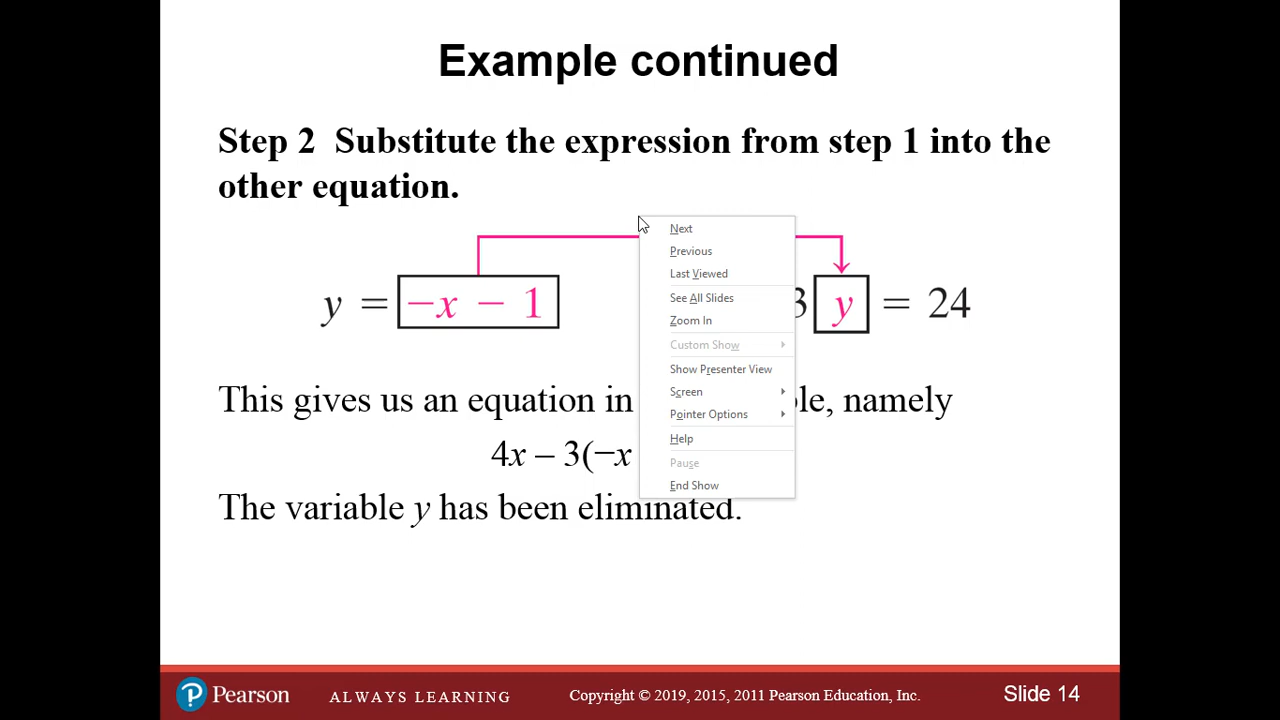 Example continued
Step 2 Substitute the expression from step 1 into the
other equation.
y = −x − 1
3 y = 24
This gives us an equation in
namely
4x – 3(−x
The variable y has been eliminated.
Next
Previous
Last Viewed
See All Slides
Zoom In
Custom Show
Show Presenter View
Screen
Pointer Options
Help
Pause
End Show
Pearson
ALWAYS LEARNING
Copyright © 2019, 2015, 2011 Pearson Education, Inc.
Slide 14